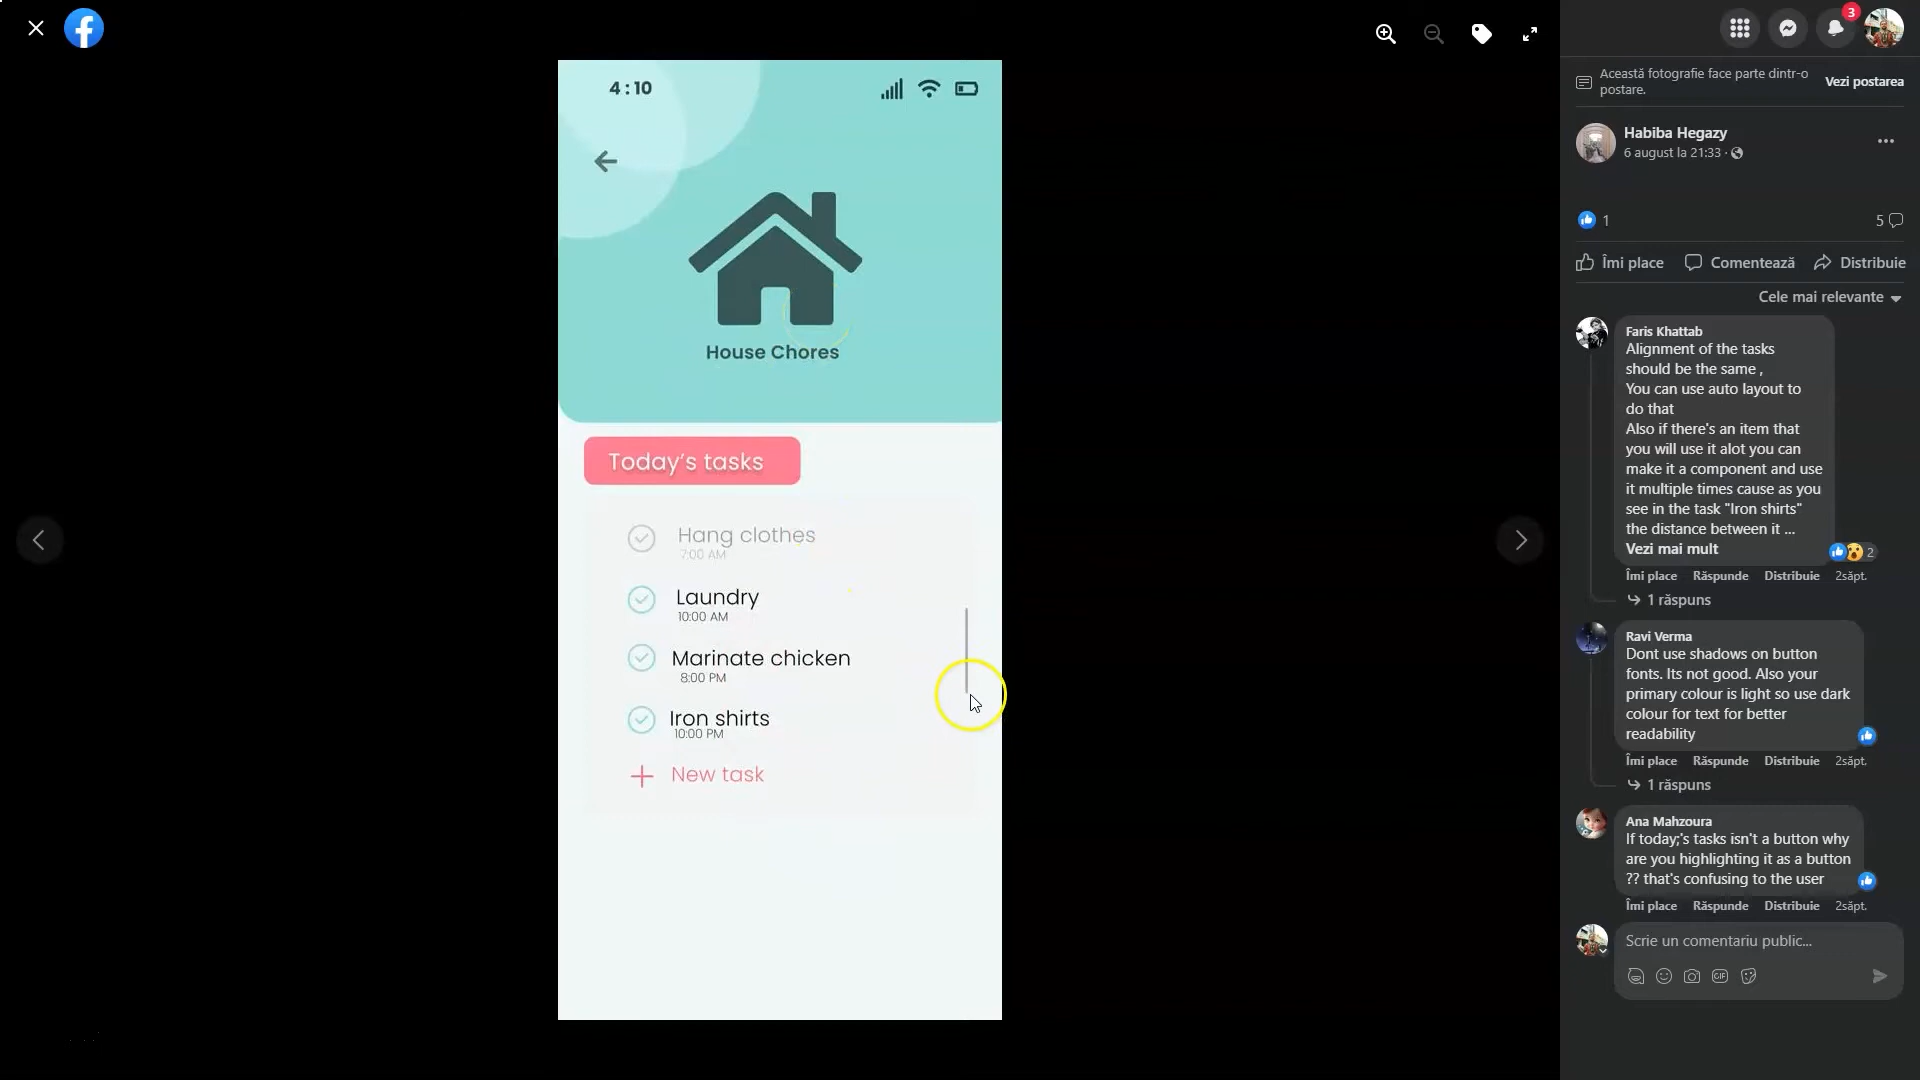 4:10
House Chores
Today's tasks
Hang clothes
7:00 AM
Laundry
10:00 AM
Marinate chicken
8:00 PM
Iron shirts
10:00 PM
New task
3
Această fotografie face parte dintr-o
postare.
Vezi postarea
Habiba Hegazy
6 august la 21:33 ·
1
5
Îmi place
Comentează
Distribuie
Cele mai relevante
Faris Khattab
Alignment of the tasks
should be the same ,
You can use auto layout to
do that
Also if there's an item that
you will use it alot you can
make it a component and use
it multiple times cause as you
see in the task "Iron shirts"
the distance between it ...
Vezi mai mult
2
Îmi place Răspunde Distribuie 2săpt.
1 răspuns
Ravi Verma
Dont use shadows on button
fonts. Its not good. Also your
primary colour is light so use dark
colour for text for better
readability
Îmi place Răspunde Distribuie 2săpt.
1 răspuns
Ana Mahzoura
If today;'s tasks isn't a button why
are you highlighting it as a button
?? that's confusing to the user
Îmi place Răspunde Distribuie 2săpt.
Scrie un comentariu public...
GIF